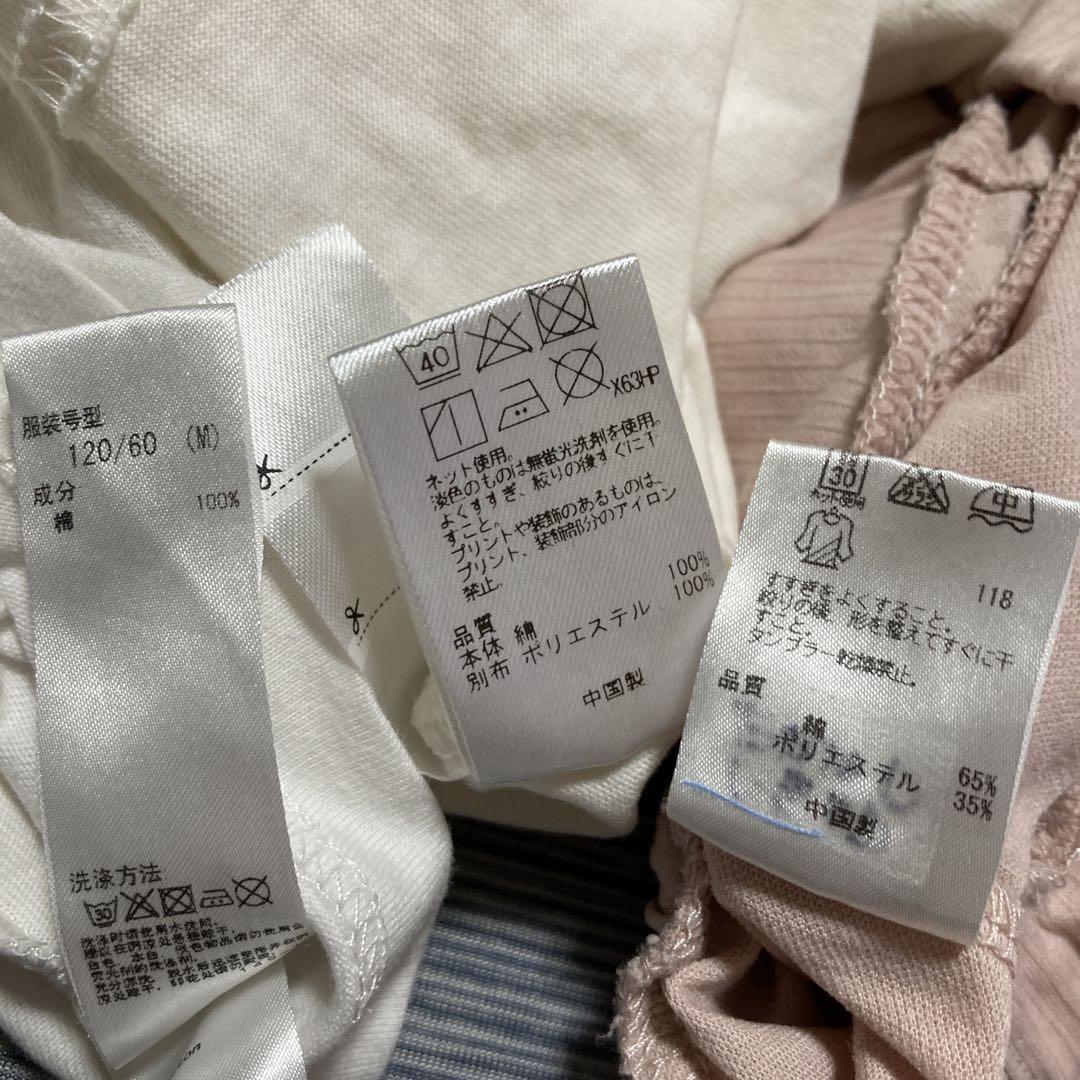 服装号型
120/60 (M)
成分
棉 100%
洗涤方法
30
40
X63HP
ネット使用。
淡色のものは無蛍光洗剤を使用。
よくすすぎ、絞りの後すぐに干
すこと。
プリントや装飾のあるものは、
プリント、装飾部分のアイロン
禁止。
品質
本体 綿 100%
別布 ポリエステル 100%
中国製
30
ネット使用
中
118
すすぎをよくすること。
絞りの後、形を整えてすぐに干
すこと。
タンブラー乾燥禁止。
品質
綿 65%
ポリエステル 35%
中国製